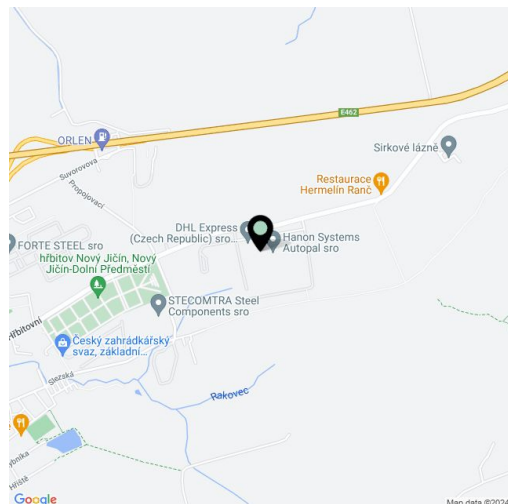 E462
ORLEN
Sirkové lázně
Suvorovova
Propojovací
Restaurace
Hermelín Ranč
DHL Express
(Czech Republic) sro...
Hanon Systems
Autopal sro
FORTE STEEL sro
hřbitov Nový Jičín, Nový
Jičín-Dolní Předměstí
STECOMTRA Steel
Components sro
Hřbitovní
Český zahrádkářský
svaz, základní...
Slezská
Rakovec
Hřiště
Google
Map data ©2024